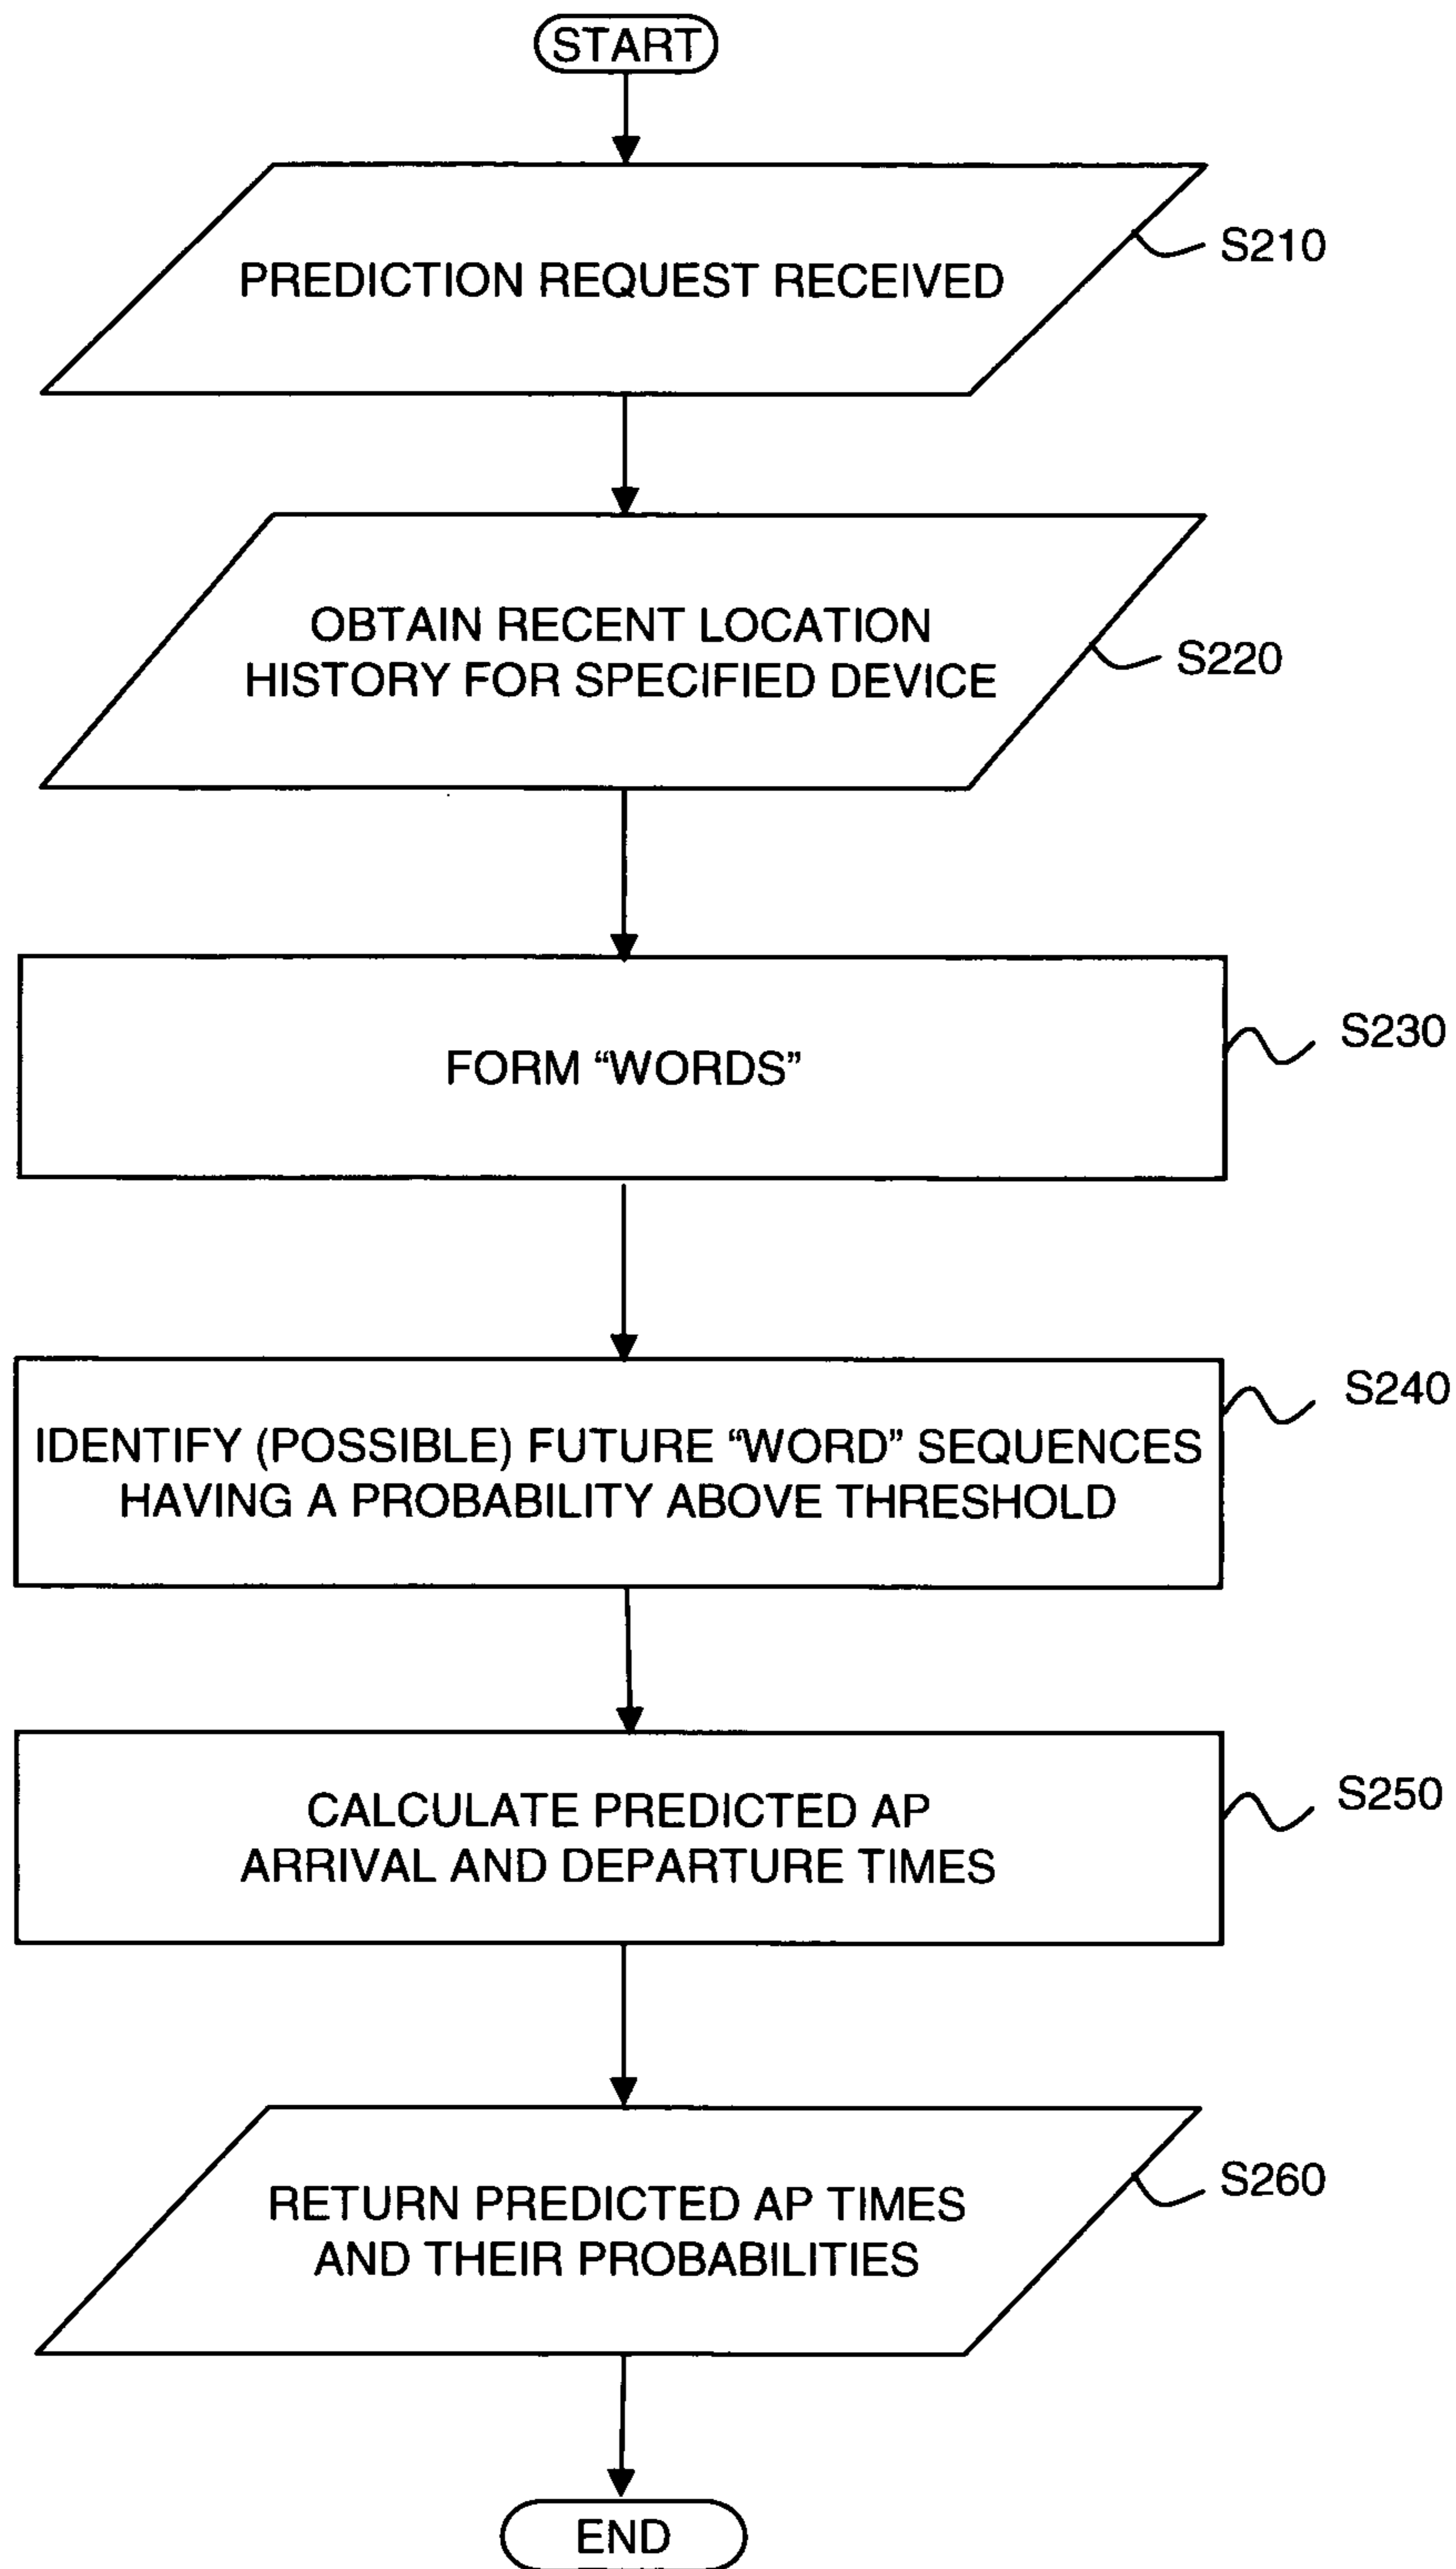 START
PREDICTION REQUEST RECEIVED
S210
OBTAIN RECENT LOCATION
HISTORY FOR SPECIFIED DEVICE
S220
FORM “WORDS”
S230
IDENTIFY (POSSIBLE) FUTURE “WORD” SEQUENCES
HAVING A PROBABILITY ABOVE THRESHOLD
S240
CALCULATE PREDICTED AP
ARRIVAL AND DEPARTURE TIMES
S250
RETURN PREDICTED AP TIMES
AND THEIR PROBABILITIES
S260
END